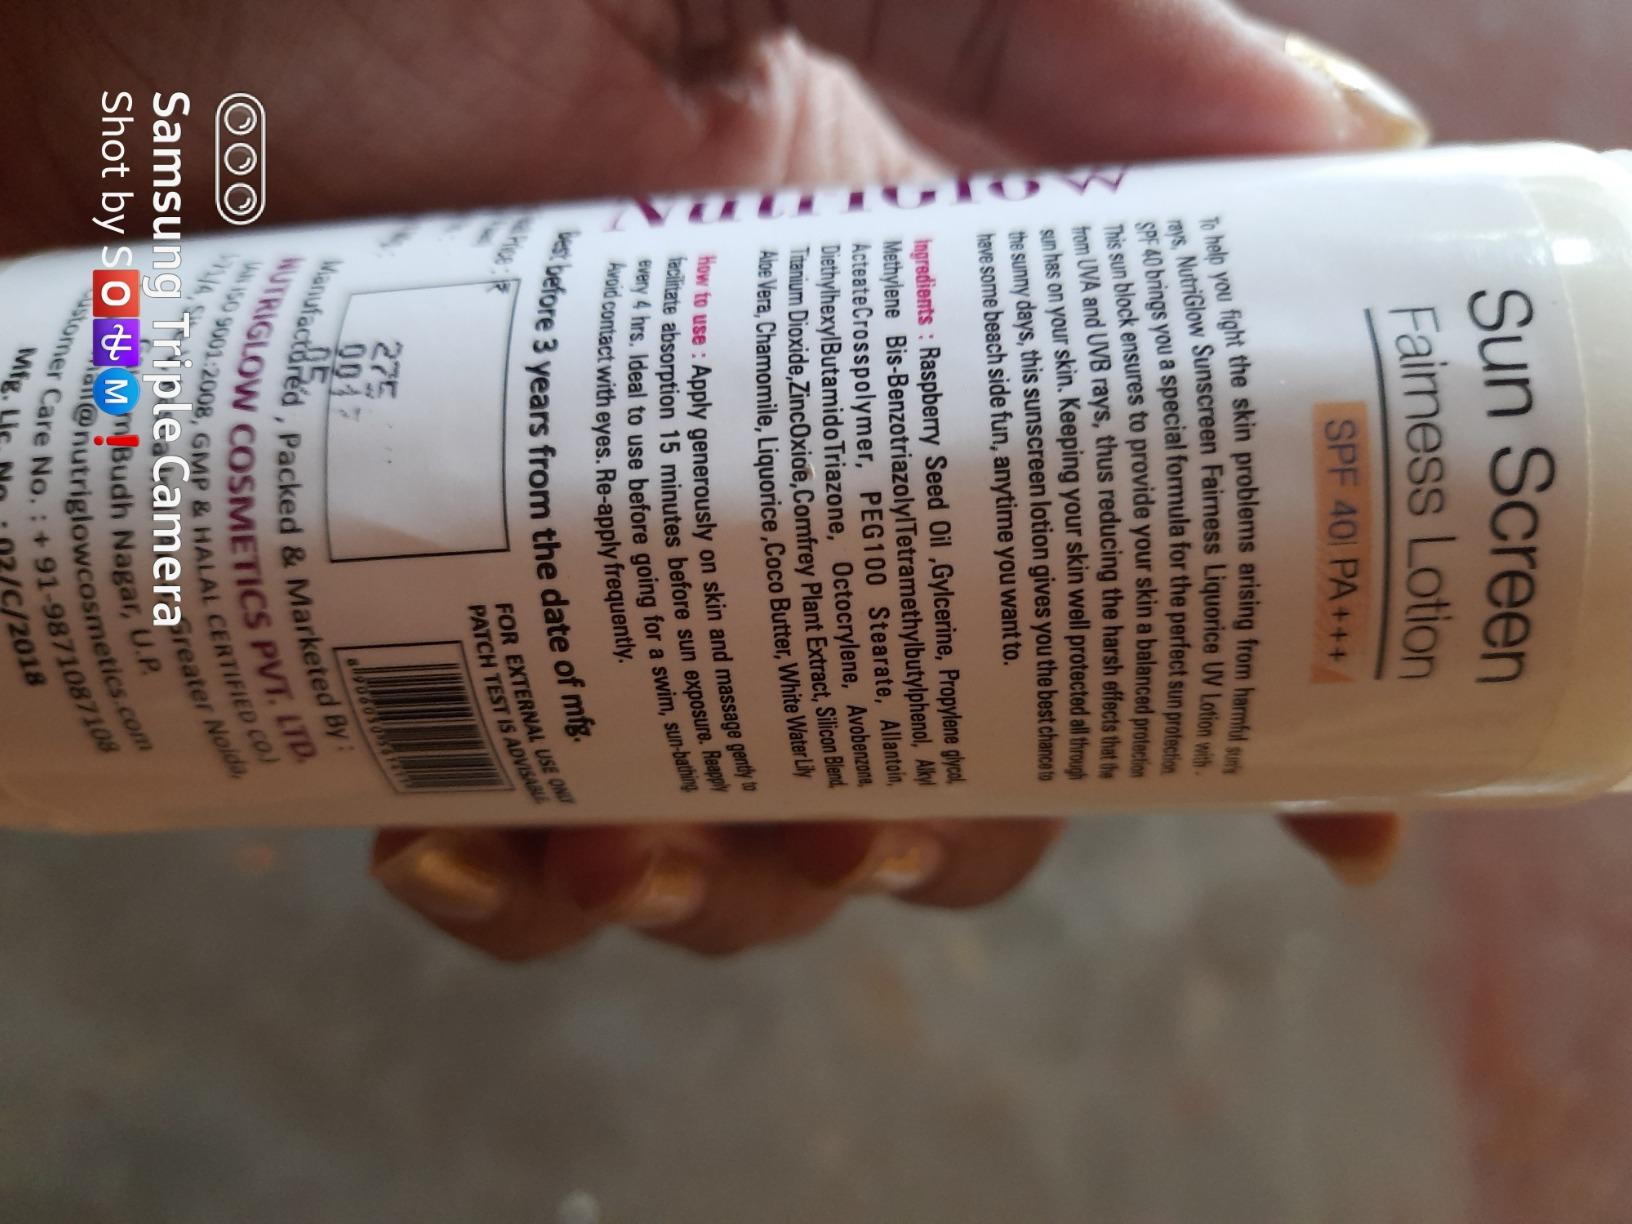 Sun Screen
Fairness Lotion
SPF 40| PA+++
To help you fight the skin problems arising from harmful sun's
rays, NutriGlow Sunscreen Fairness Liquorice UV Lotion with
SPF 40 brings you a special formula for the perfect sun protection.
This sun block ensures to provide your skin a balanced protection
from UVA and UVB rays, thus reducing the harsh effects that the
sun has on your skin. Keeping your skin well protected all through
the sunny days, this sunscreen lotion gives you the best chance to
have some beach side fun, anytime you want to.
Ingredients : Raspberry Seed Oil ,Gylcerine, Propylene glycol,
Methylene Bis-BenzotriazolylTetramethylbutylphenol, Alkyl
ActeateCrosspolymer, PEG100 Stearate, Allantoin,
DiethylhexylButamidoTriazone, Octocrylene, Avobenzone,
Titanium Dioxide,ZincOxide,Comfrey Plant Extract, Silicon Blend,
Aloe Vera, Chamomile, Liquorice ,Coco Butter, White Water Lily
How to use : Apply generously on skin and massage gently to
facilitate absorption 15 minutes before sun exposure. Reapply
every 4 hrs. Ideal to use before going for a swim, sun-bathing.
Avoid contact with eyes. Re-apply frequently.
Nutriglow
Best before 3 years from the date of mfg.
FOR EXTERNAL USE ONLY
PATCH TEST IS ADVISABLE
275
Manufactured , Packed & Marketed By :
NUTRIGLOW COSMETICS PVT. LTD.
9001:2008, GMP & HALAL CERTIFIED CO.)
Greater Noida,
Budh Nagar, U.P.
@nutriglowcosmetics.com
Customer Care No. : +91-9871087108
Mfg. Lic. No. : 02/C/2018
Samsung Triple Camera
Shot by S🅾️♆Ⓜ️❗